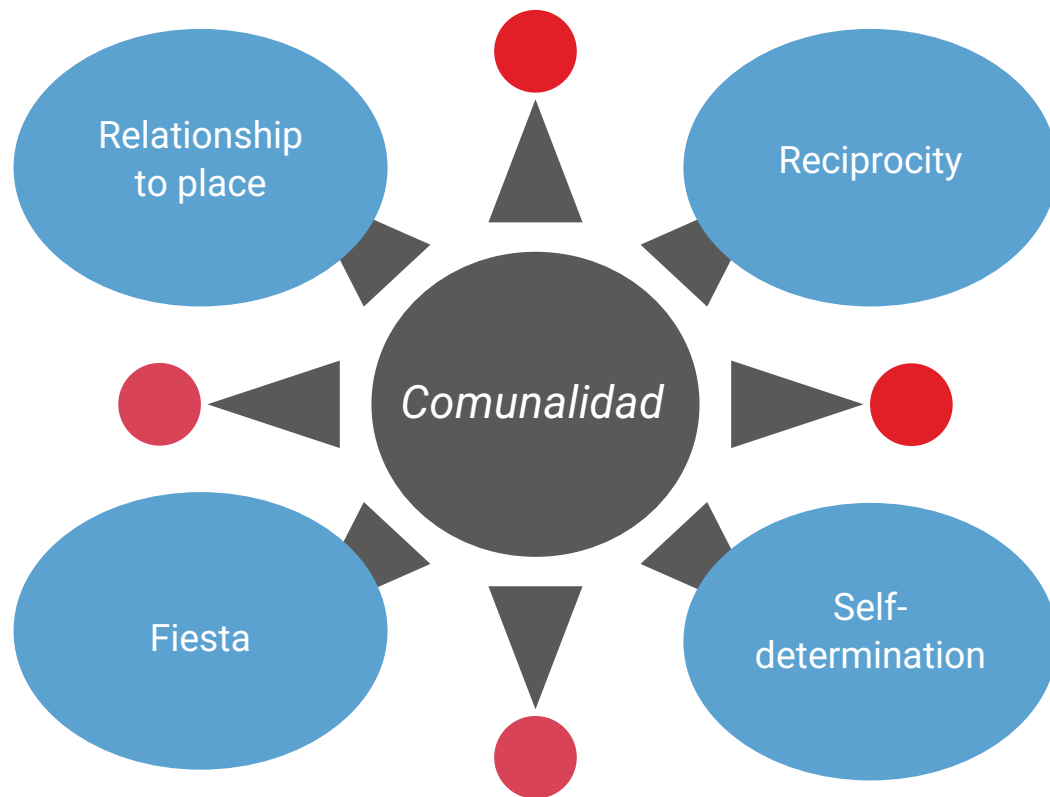 Relationship
to place
Reciprocity
Comunalidad
Fiesta
Self-
determination